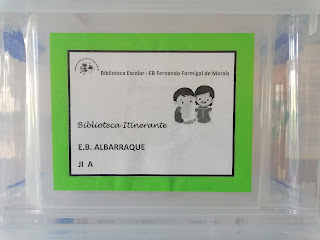 Biblioteca Escolar - EB Fernando Formigal de Morais
Biblioteca Itinerante
E.B. ALBARRAQUE
JI A